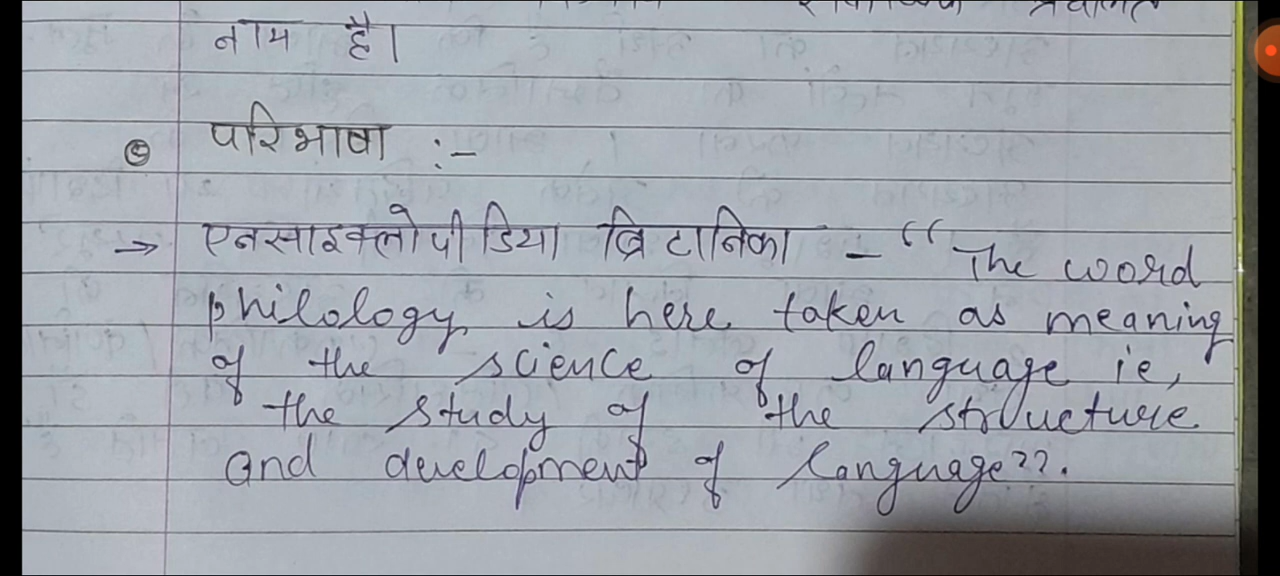 नाम है।
परिभाषा :-
→ एनसाइक्लोपीडिया ब्रिटानिका - “The word
philology is here taken as meaning
of the science of language ie,
the study of the structure
and development of language”.